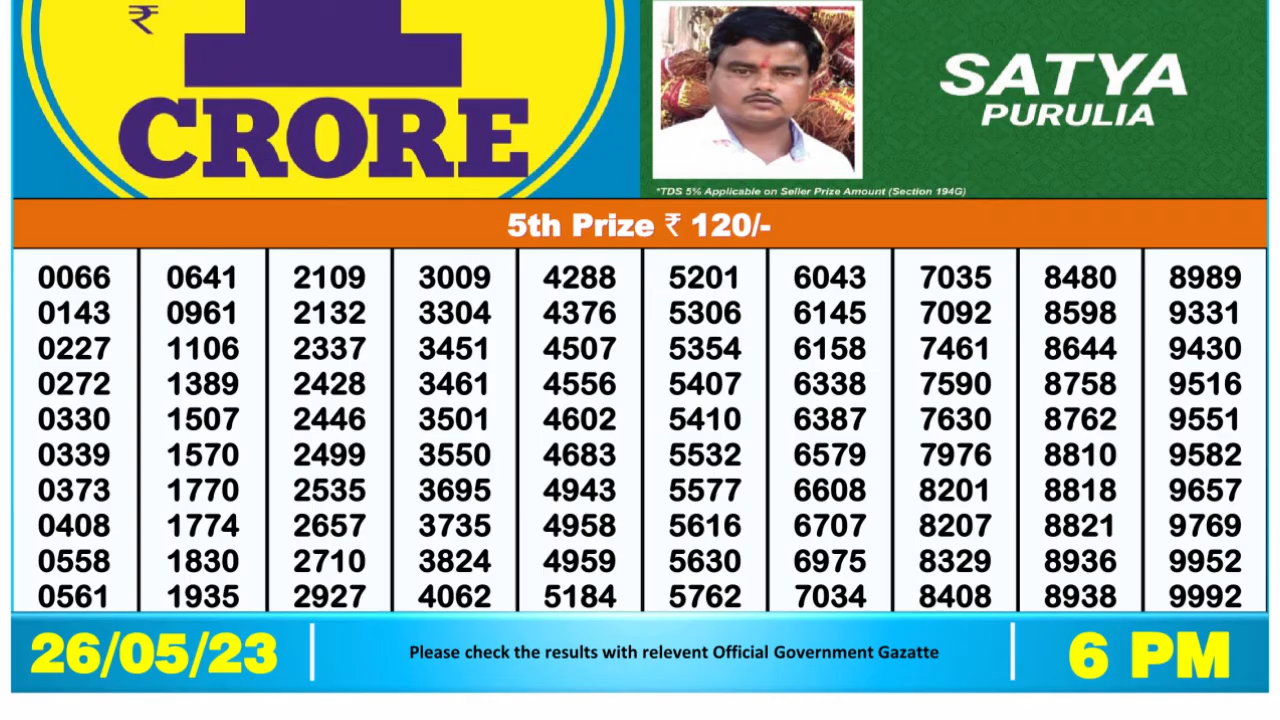 ₹
1
CRORE
SATYA
PURULIA
*TDS 5% Applicable on Seller Prize Amount (Section 194G)
5th Prize ₹ 120/-
0066 0641 2109 3009 4288 5201 6043 7035 8480 8989
0143 0961 2132 3304 4376 5306 6145 7092 8598 9331
0227 1106 2337 3451 4507 5354 6158 7461 8644 9430
0272 1389 2428 3461 4556 5407 6338 7590 8758 9516
0330 1507 2446 3501 4602 5410 6387 7630 8762 9551
0339 1570 2499 3550 4683 5532 6579 7976 8810 9582
0373 1770 2535 3695 4943 5577 6608 8201 8818 9657
0408 1774 2657 3735 4958 5616 6707 8207 8821 9769
0558 1830 2710 3824 4959 5630 6975 8329 8936 9952
0561 1935 2927 4062 5184 5762 7034 8408 8938 9992
26/05/23
Please check the results with relevent Official Government Gazatte
6 PM